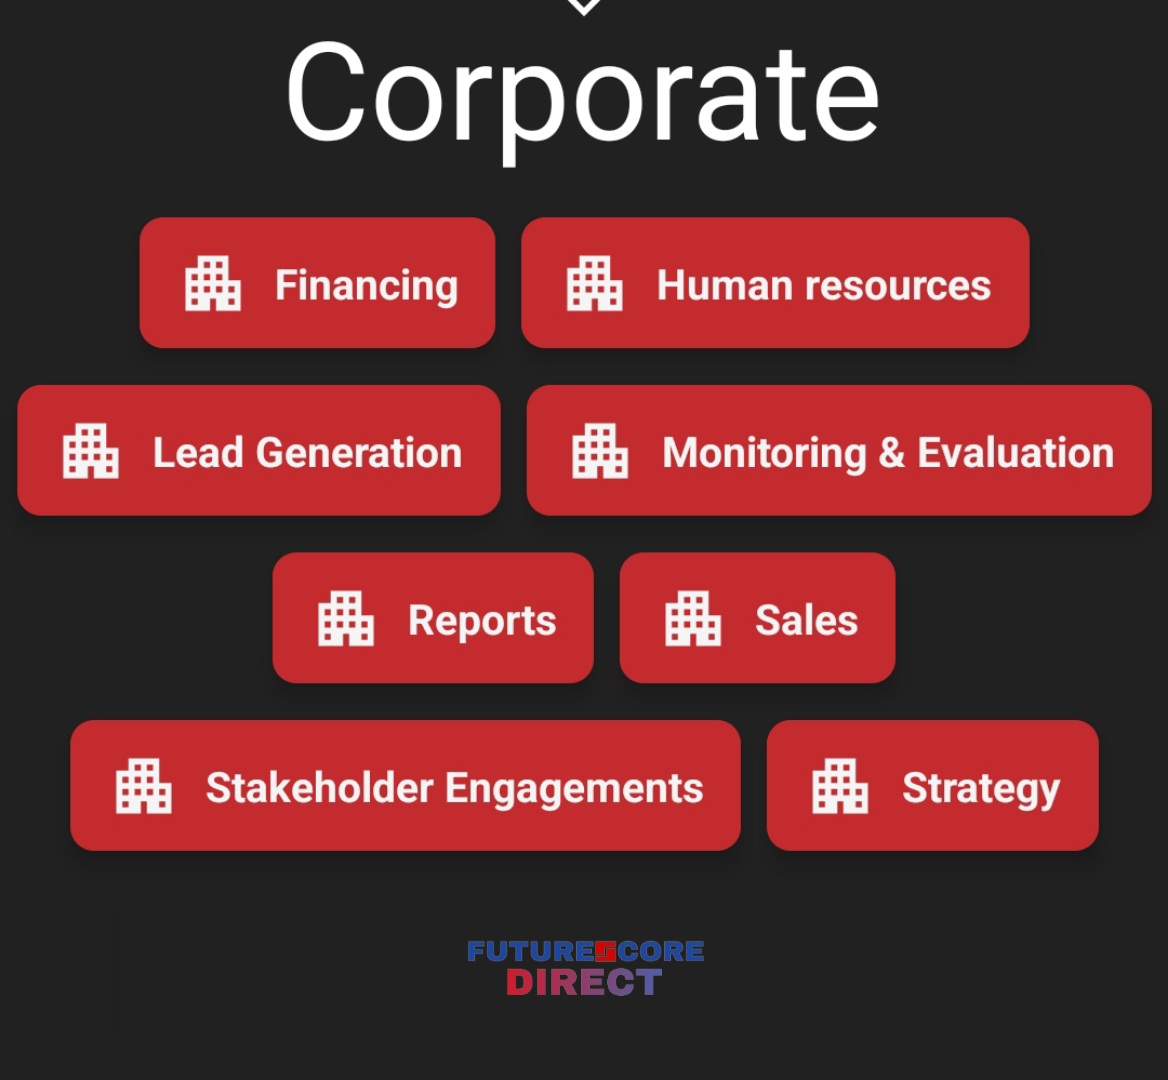 Corporate
Financing
Human resources
Lead Generation
Monitoring & Evaluation
Reports
Sales
Stakeholder Engagements
Strategy
FUTURESCORE
DIRECT